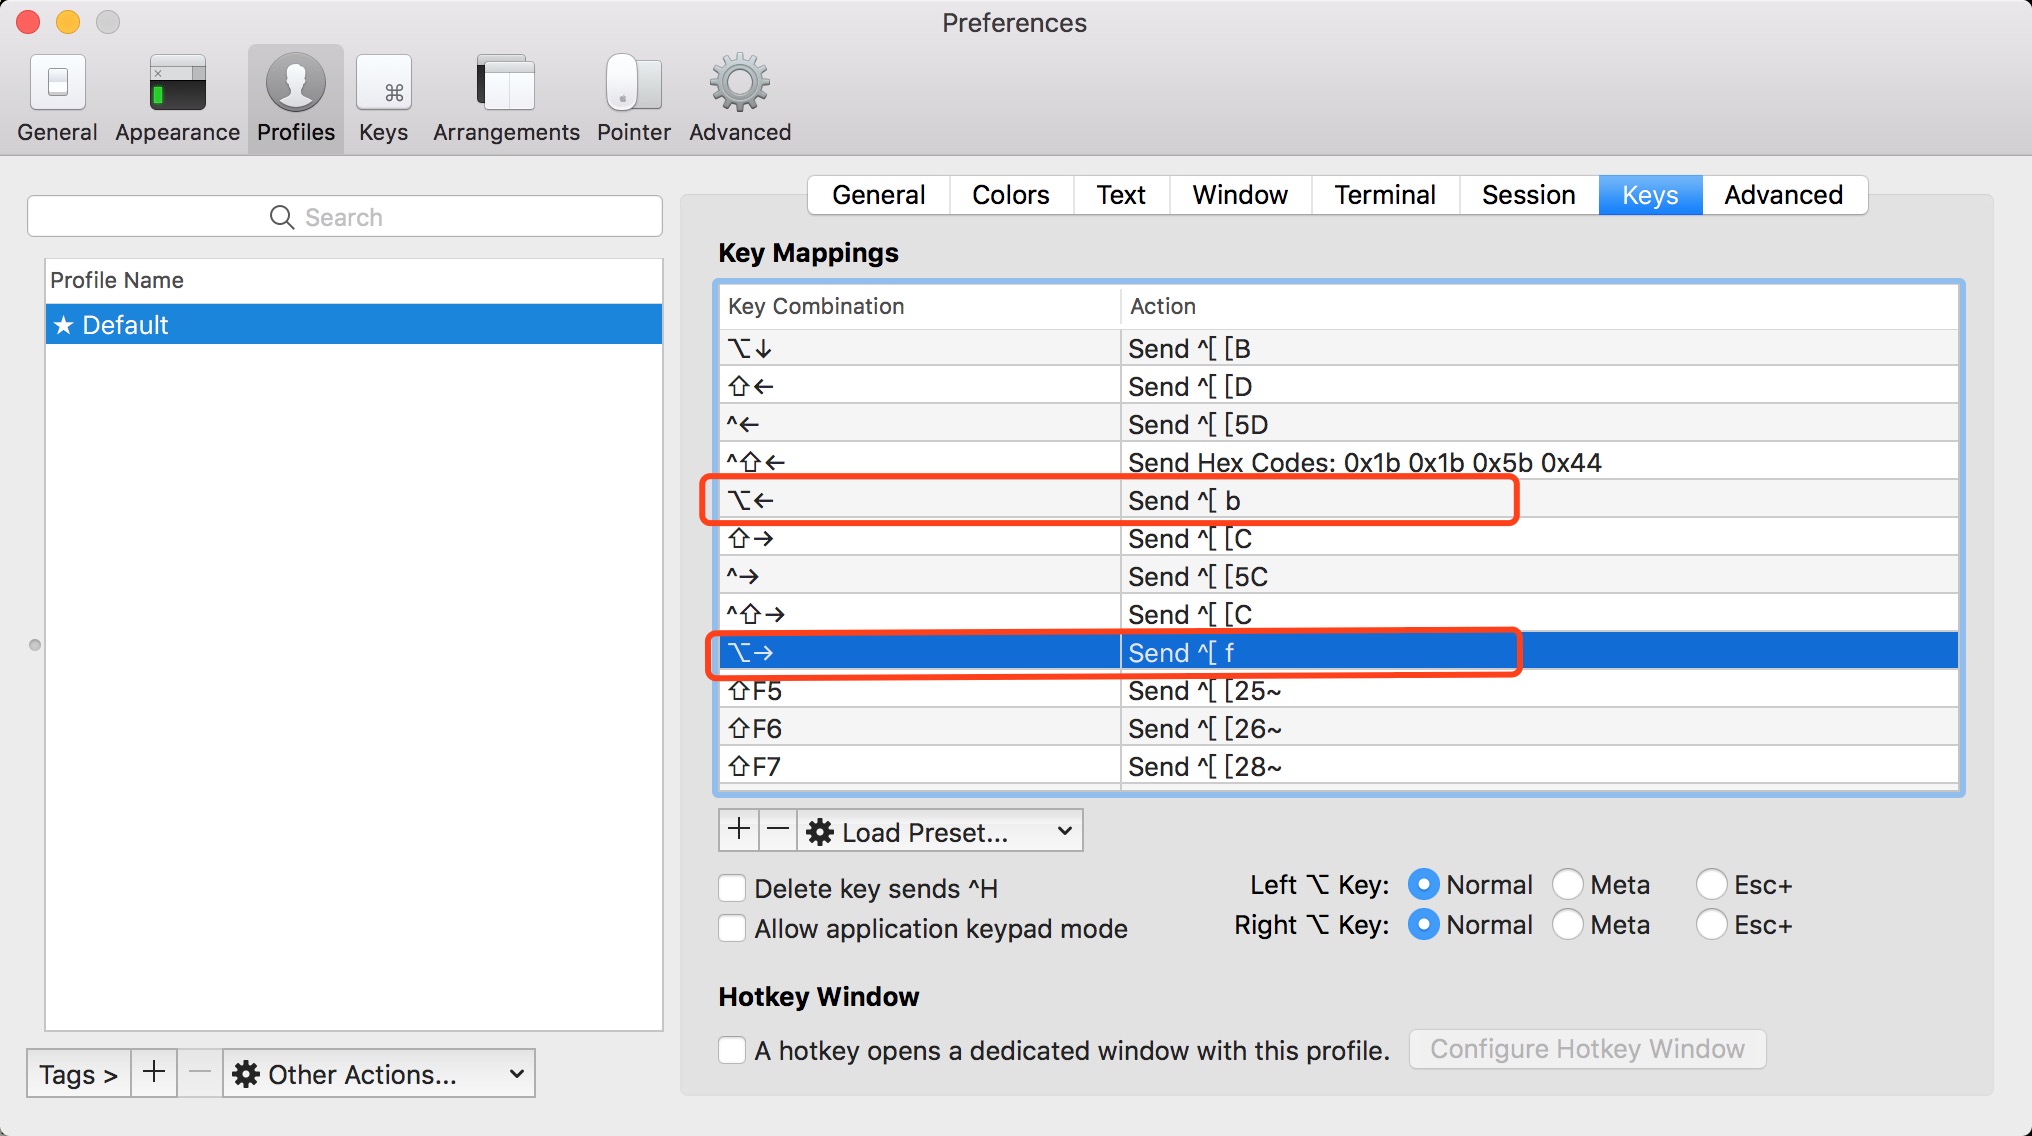 Preferences
General Appearance Profiles Keys Arrangements Pointer Advanced
General Colors Text Window Terminal Session Keys Advanced
Search
Profile Name
★ Default
Key Mappings
Key Combination Action
⌥↓ Send ^[ [B
⇧← Send ^[ [D
^← Send ^[ [5D
^⇧← Send Hex Codes: 0x1b 0x1b 0x5b 0x44
⌥← Send ^[ b
⇧→ Send ^[ [C
^→ Send ^[ [5C
^⇧→ Send ^[ [C
⌥→ Send ^[ f
⇧F5 Send ^[ [25~
⇧F6 Send ^[ [26~
⇧F7 Send ^[ [28~
+ − Load Preset...
Delete key sends ^H
Allow application keypad mode
Left ⌥ Key: Normal Meta Esc+
Right ⌥ Key: Normal Meta Esc+
Hotkey Window
A hotkey opens a dedicated window with this profile. Configure Hotkey Window
Tags > + − Other Actions...